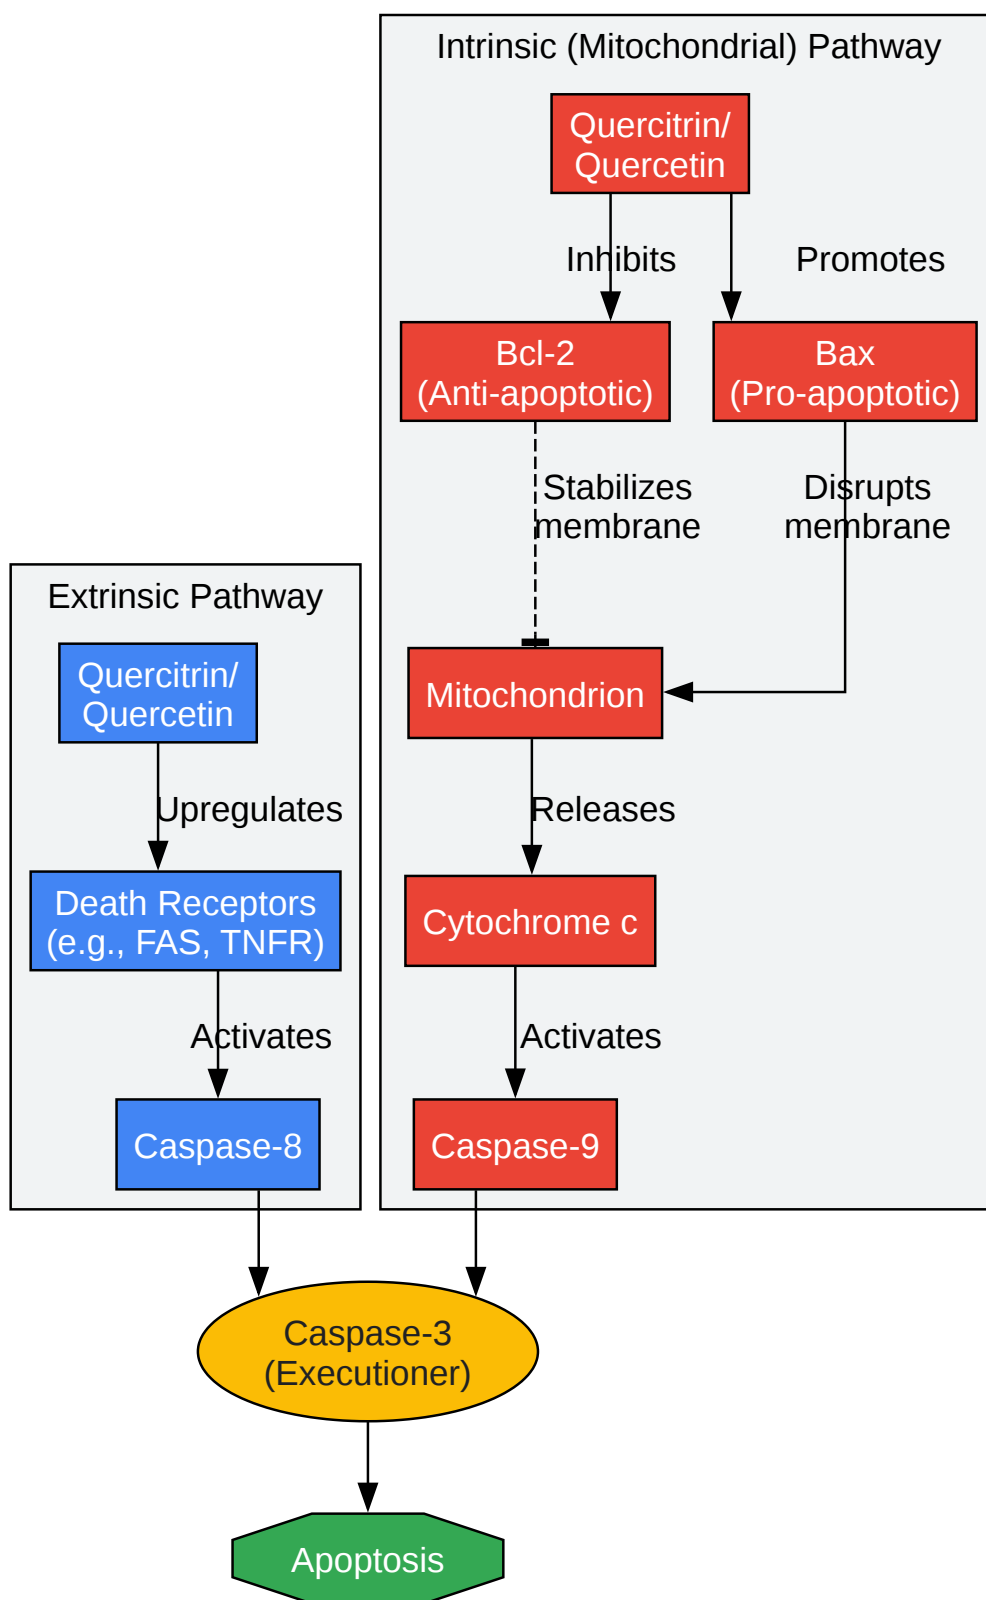 Intrinsic (Mitochondrial) Pathway
Quercitrin/
Quercetin
Inhibits
Promotes
Bcl-2
(Anti-apoptotic)
Bax
(Pro-apoptotic)
Stabilizes
membrane
Disrupts
membrane
Mitochondrion
Releases
Cytochrome c
Activates
Caspase-9
Extrinsic Pathway
Quercitrin/
Quercetin
Upregulates
Death Receptors
(e.g., FAS, TNFR)
Activates
Caspase-8
Caspase-3
(Executioner)
Apoptosis